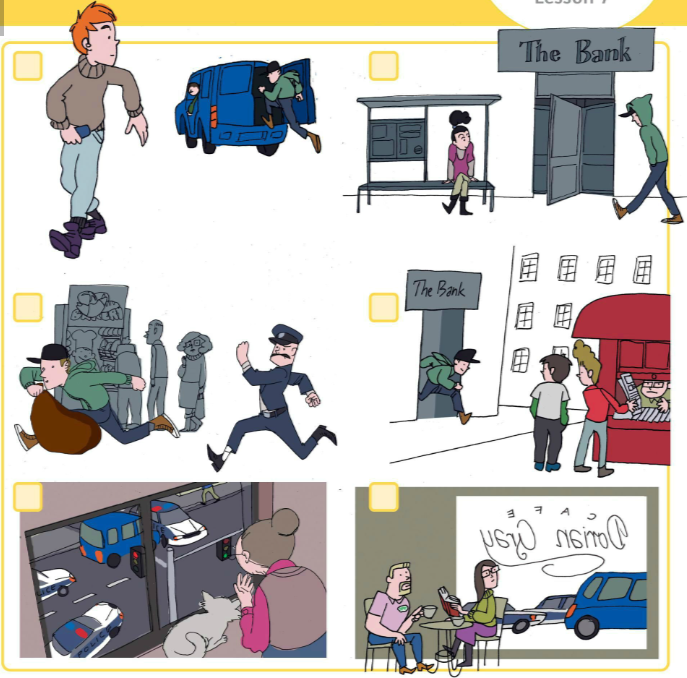 Lesson 7
The Bank
The Bank
CAFE
Dorian Gray